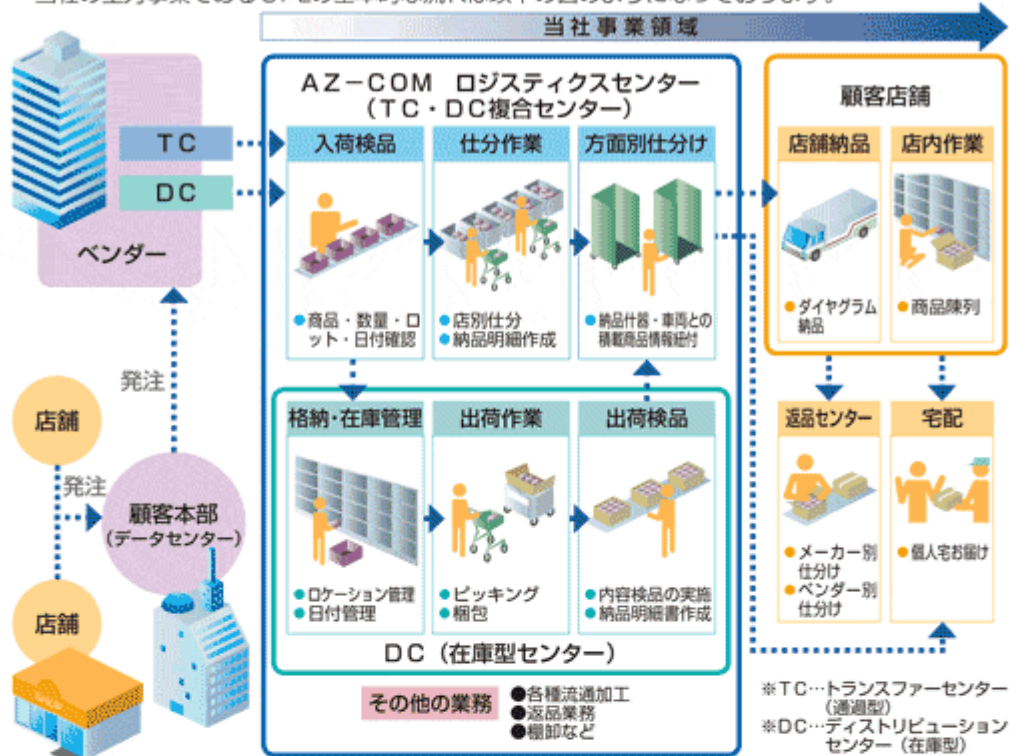 当社事業領域
AZ-COM ロジスティクスセンター
(TC・DC複合センター)
顧客店舗
TC
DC
ベンダー
入荷検品
仕分作業
方面別仕分け
店舗納品
店内作業
●商品・数量・ロ
ット・日付確認
●店別仕分
●納品明細作成
●納品什器・車両との
積載商品情報紐付
●ダイヤグラム
納品
●商品陳列
発注
店舗
発注
顧客本部
(データセンター)
店舗
格納・在庫管理
出荷作業
出荷検品
返品センター
宅配
●ロケーション管理
●日付管理
●ピッキング
●梱包
●内容検品の実施
●納品明細書作成
●メーカー別
仕分け
●ベンダー別
仕分け
●個人宅お届け
DC(在庫型センター)
その他の業務
●各種流通加工
●返品業務
●棚卸など
※TC…トランスファーセンター
(通過型)
※DC…ディストリビューション
センター(在庫型)